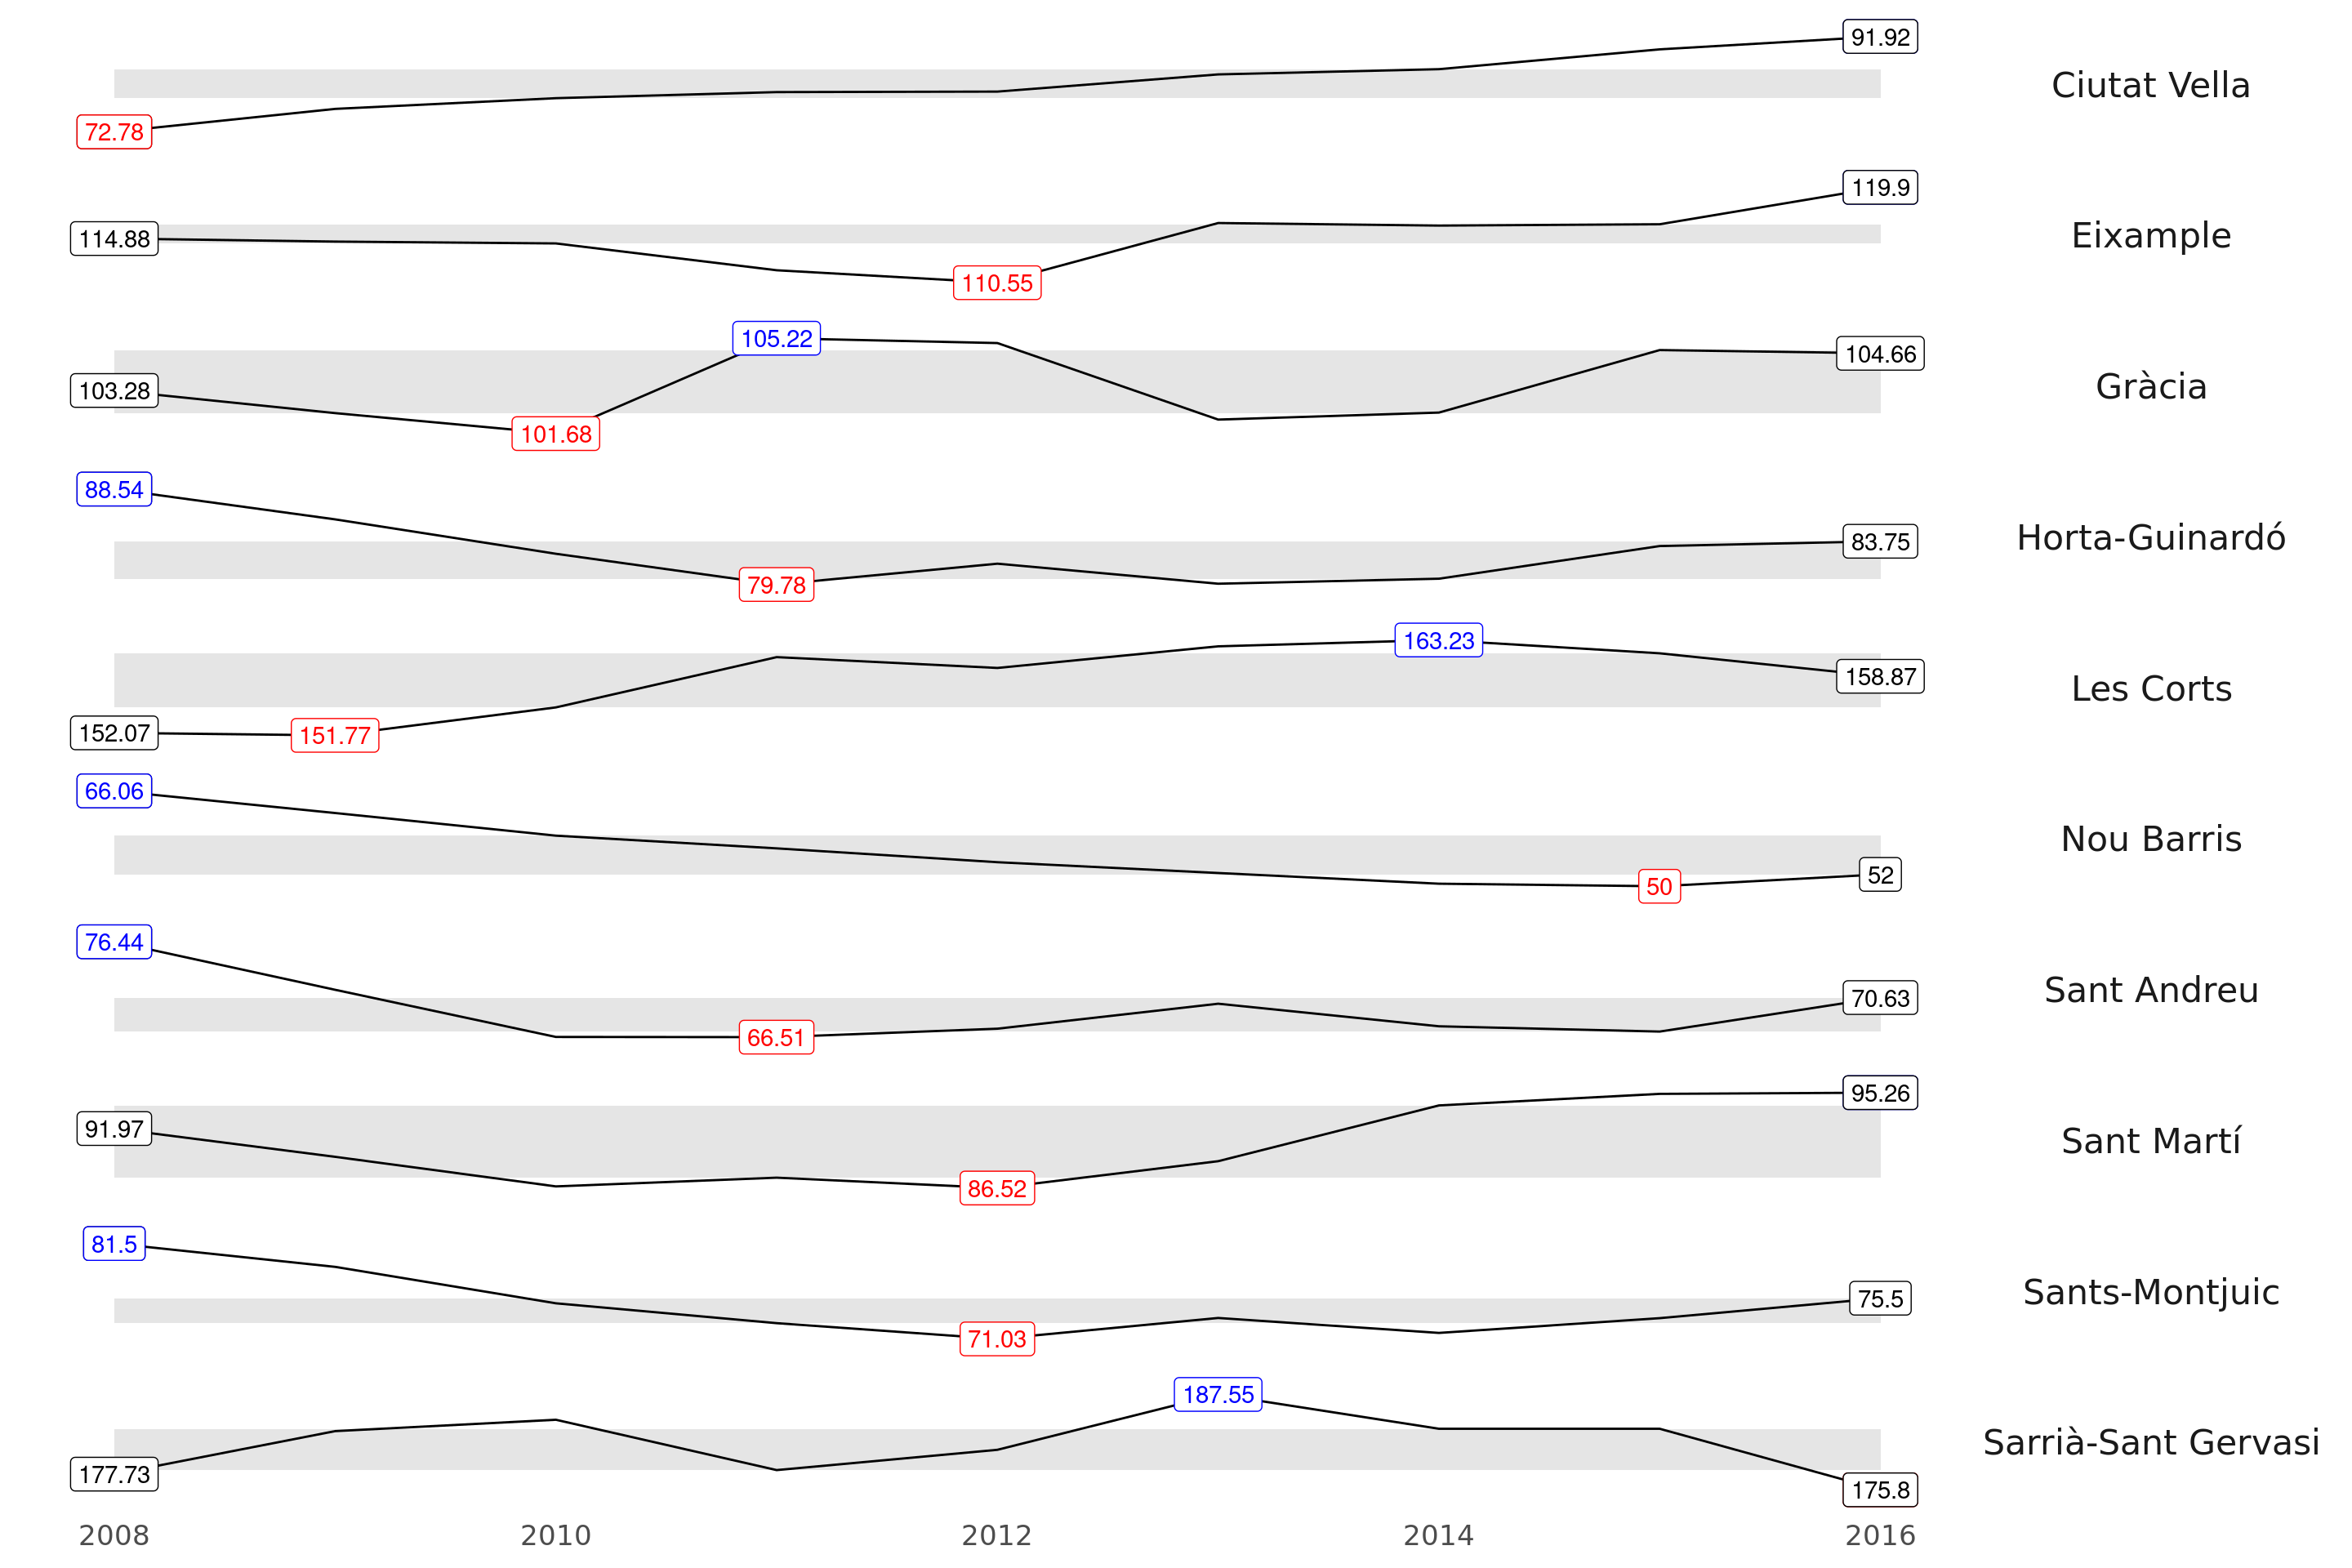 91.92
72.78
Ciutat Vella
119.9
114.88
110.55
Eixample
105.22
103.28
101.68
104.66
Gràcia
88.54
79.78
83.75
Horta-Guinardó
163.23
158.87
152.07
151.77
Les Corts
66.06
50
52
Nou Barris
76.44
66.51
70.63
Sant Andreu
95.26
91.97
86.52
Sant Martí
81.5
71.03
75.5
Sants-Montjuic
187.55
177.73
175.8
Sarrià-Sant Gervasi
2008 2010 2012 2014 2016